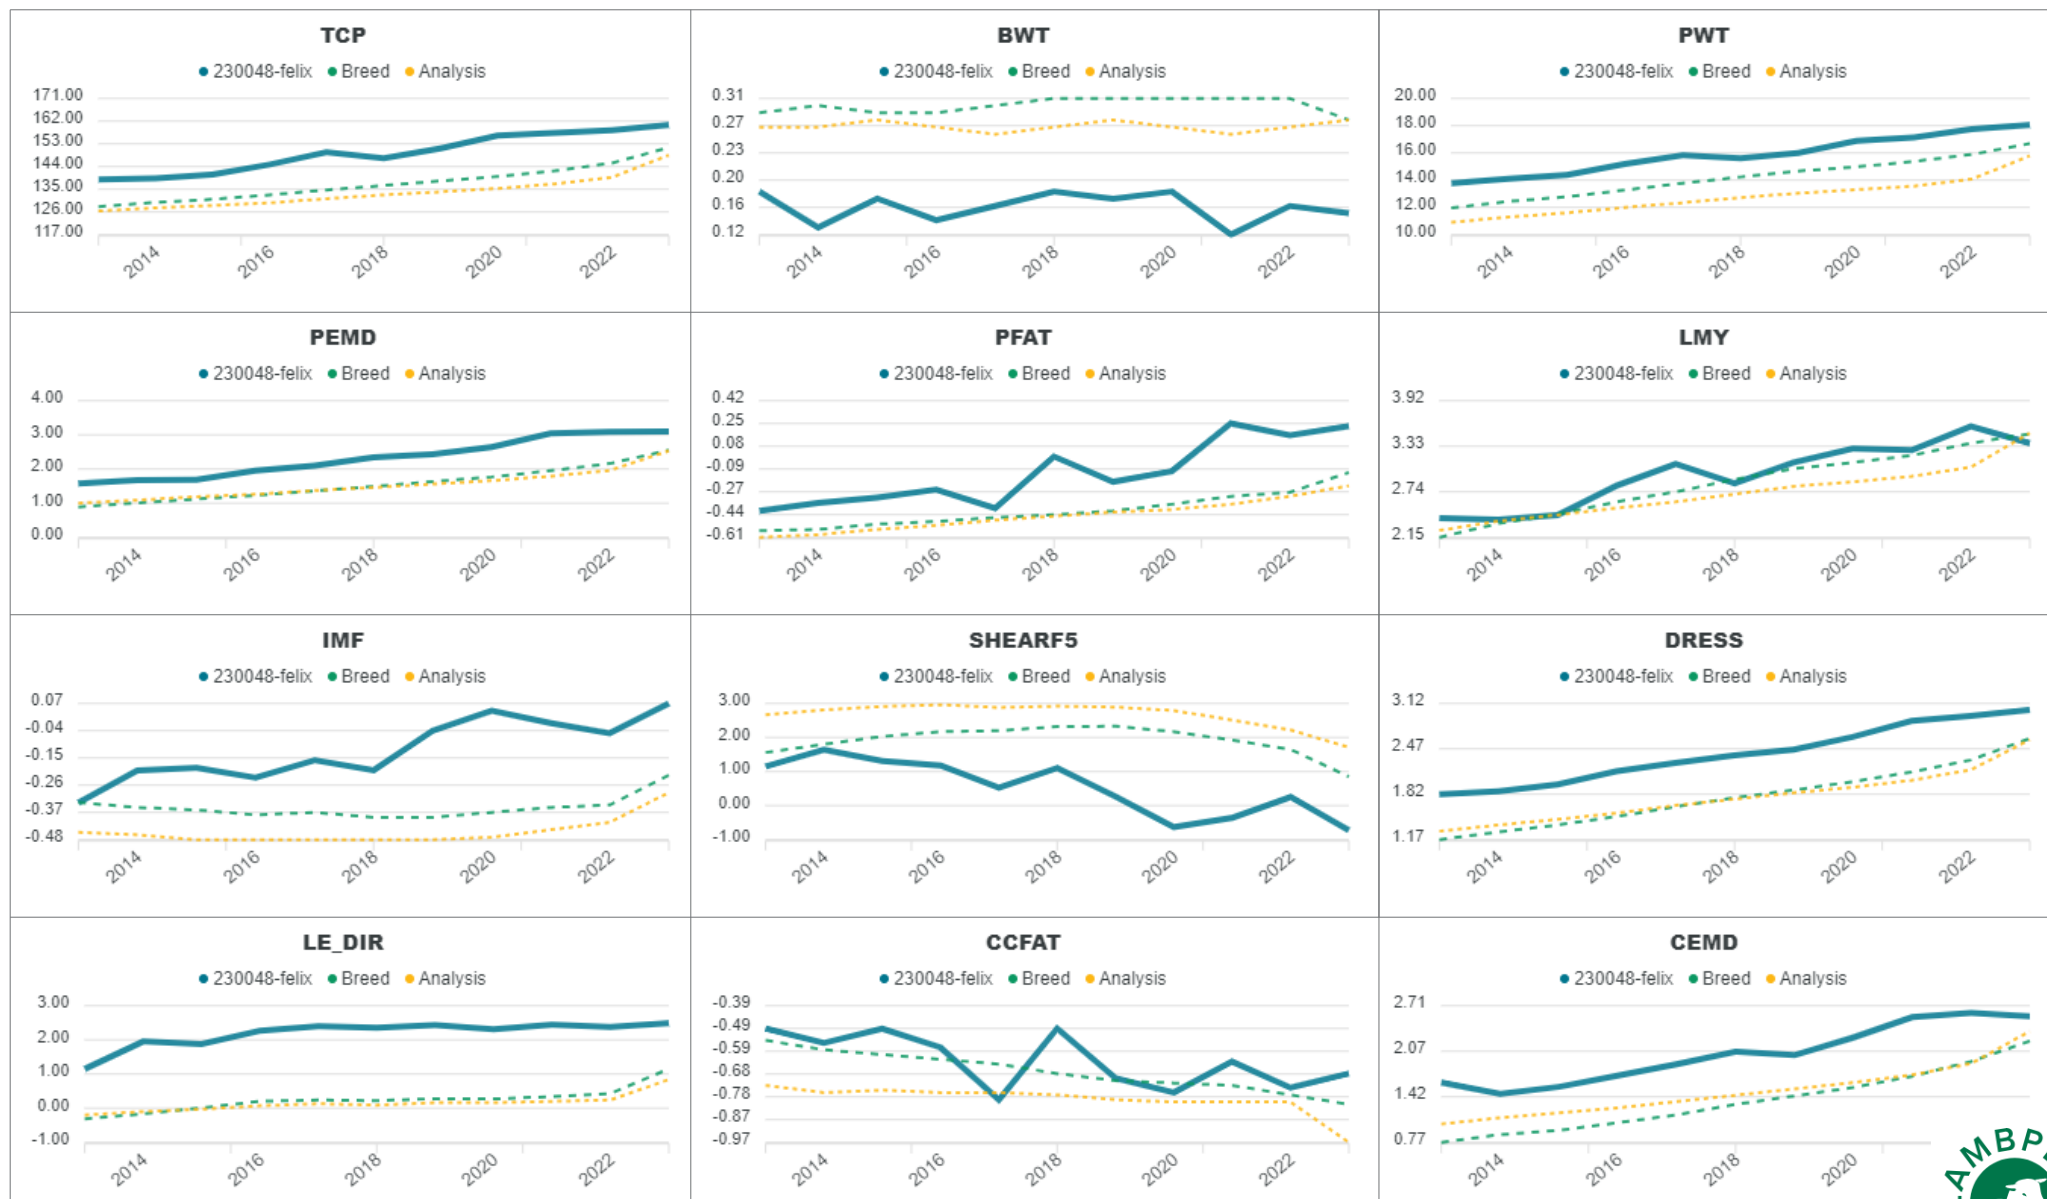 TCP
230048-felix Breed Analysis
171.00
162.00
153.00
144.00
135.00
126.00
117.00
2014 2016 2018 2020 2022
BWT
230048-felix Breed Analysis
0.31
0.27
0.23
0.20
0.16
0.12
2014 2016 2018 2020 2022
PWT
230048-felix Breed Analysis
20.00
18.00
16.00
14.00
12.00
10.00
2014 2016 2018 2020 2022
PEMD
230048-felix Breed Analysis
4.00
3.00
2.00
1.00
0.00
2014 2016 2018 2020 2022
PFAT
230048-felix Breed Analysis
0.42
0.25
0.08
-0.09
-0.27
-0.44
-0.61
2014 2016 2018 2020 2022
LMY
230048-felix Breed Analysis
3.92
3.33
2.74
2.15
2014 2016 2018 2020 2022
IMF
230048-felix Breed Analysis
0.07
-0.04
-0.15
-0.26
-0.37
-0.48
2014 2016 2018 2020 2022
SHEARF5
230048-felix Breed Analysis
3.00
2.00
1.00
0.00
-1.00
2014 2016 2018 2020 2022
DRESS
230048-felix Breed Analysis
3.12
2.47
1.82
1.17
2014 2016 2018 2020 2022
LE_DIR
230048-felix Breed Analysis
3.00
2.00
1.00
0.00
-1.00
2014 2016 2018 2020 2022
CCFAT
230048-felix Breed Analysis
-0.39
-0.49
-0.59
-0.68
-0.78
-0.87
-0.97
2014 2016 2018 2020 2022
CEMD
230048-felix Breed Analysis
2.71
2.07
1.42
0.77
2014 2016 2018 2020